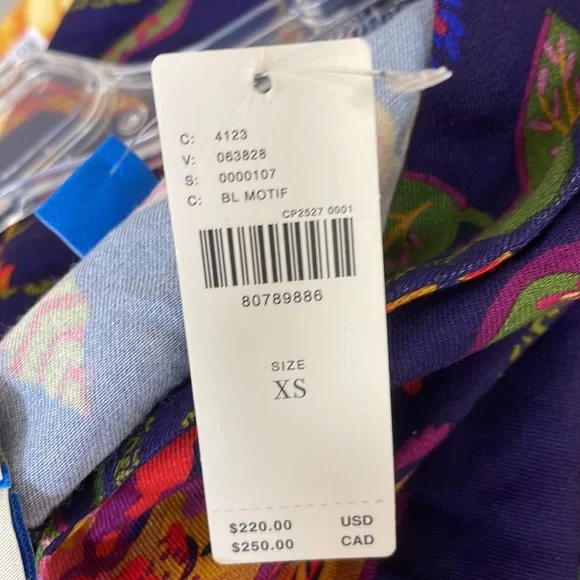 C: 4123
V: 063828
S: 0000107
C: BL MOTIF
CP2527 0001
80789886
SIZE
XS
$220.00 USD
$250.00 CAD